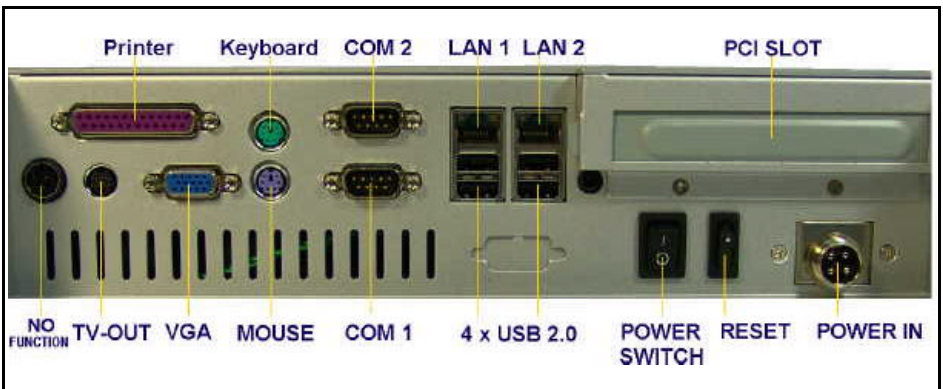 Printer Keyboard COM 2 LAN 1 LAN 2 PCI SLOT
NO FUNCTION TV-OUT VGA MOUSE COM 1 4 x USB 2.0 POWER SWITCH RESET POWER IN